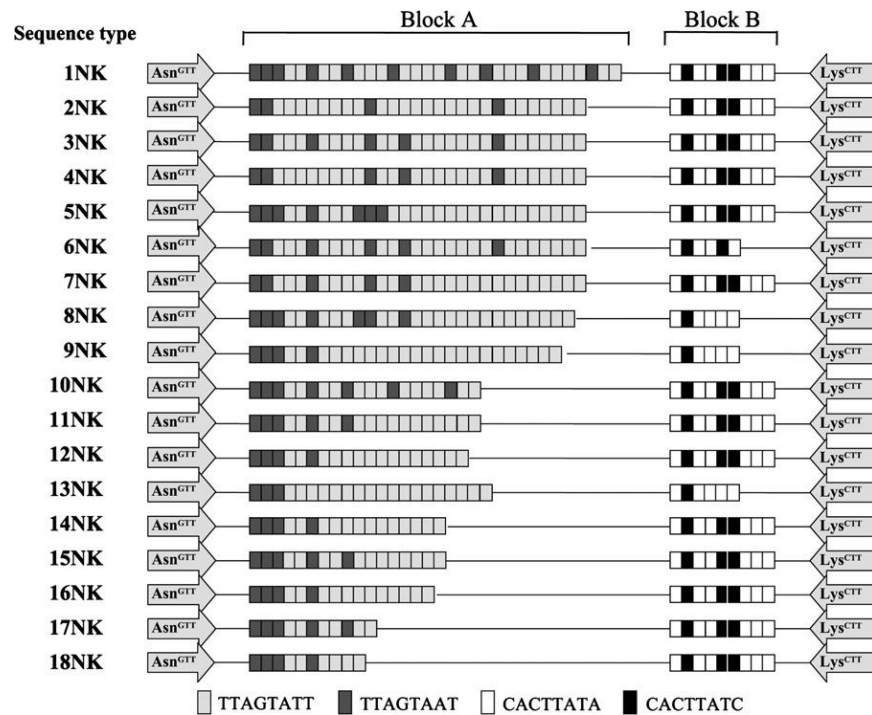 Block A Block B
Sequence type
1NK Asn^GTT Lys^CTT
2NK Asn^GTT Lys^CTT
3NK Asn^GTT Lys^CTT
4NK Asn^GTT Lys^CTT
5NK Asn^GTT Lys^CTT
6NK Asn^GTT Lys^CTT
7NK Asn^GTT Lys^CTT
8NK Asn^GTT Lys^CTT
9NK Asn^GTT Lys^CTT
10NK Asn^GTT Lys^CTT
11NK Asn^GTT Lys^CTT
12NK Asn^GTT Lys^CTT
13NK Asn^GTT Lys^CTT
14NK Asn^GTT Lys^CTT
15NK Asn^GTT Lys^CTT
16NK Asn^GTT Lys^CTT
17NK Asn^GTT Lys^CTT
18NK Asn^GTT Lys^CTT
TTAGTATT TTAGTAAT CACTTATA CACTTATC